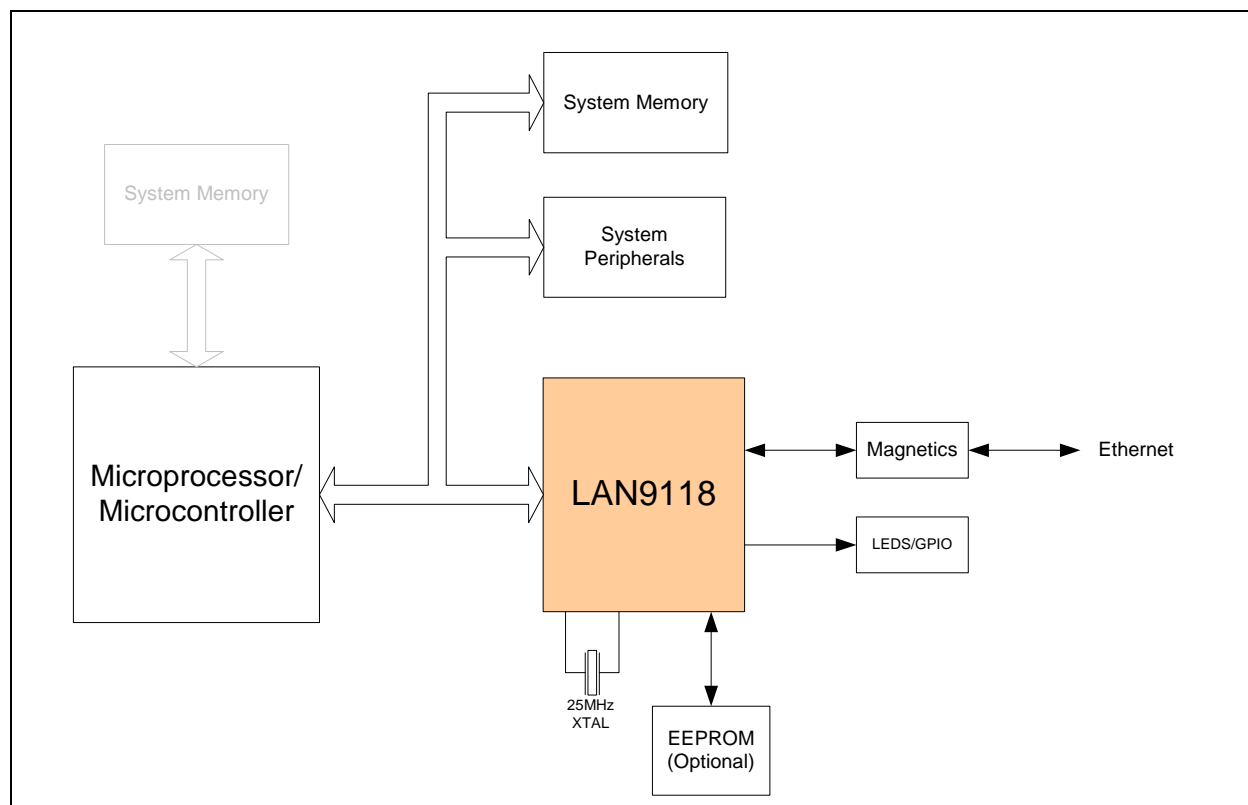 System Memory
System Memory
System
Peripherals
Microprocessor/
Microcontroller
LAN9118
Magnetics
Ethernet
LEDS/GPIO
25MHz
XTAL
EEPROM
(Optional)